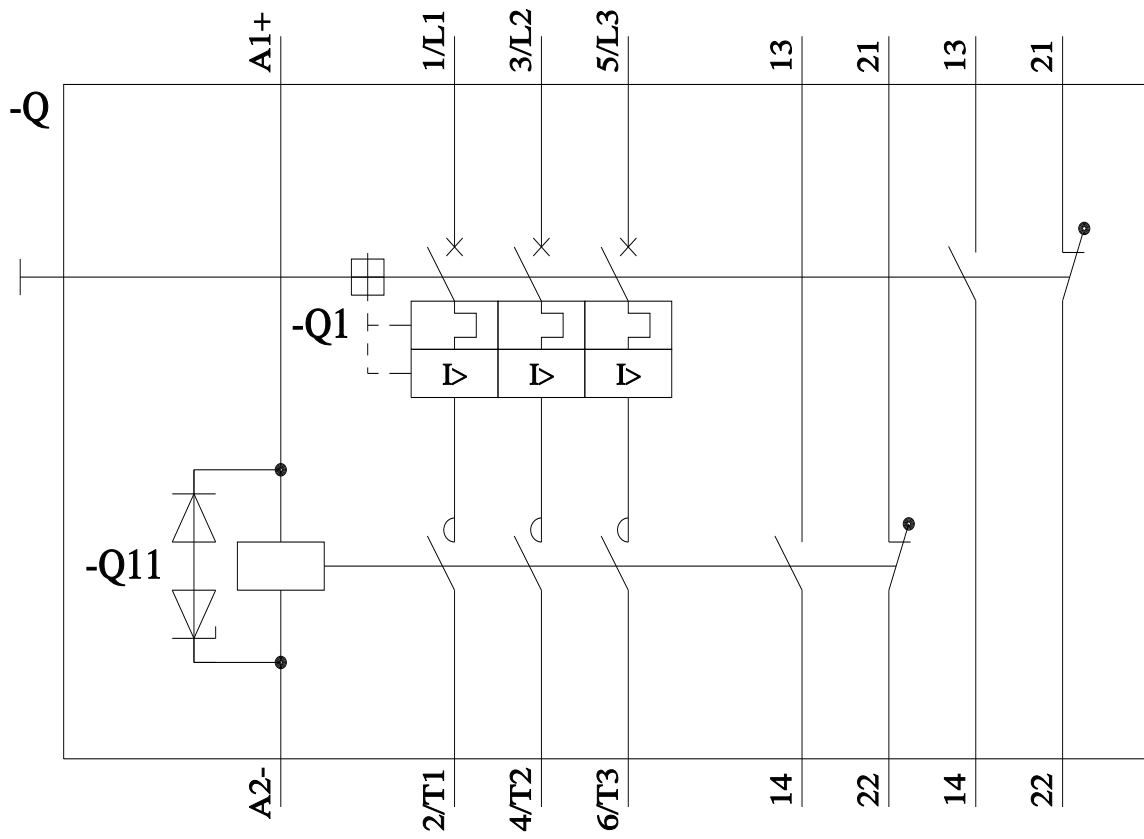 A1+
1/L1
3/L2
5/L3
13
21
13
21
-Q
-Q1
I>
I>
I>
-Q11
A2-
2/T1
4/T2
6/T3
14
22
14
22